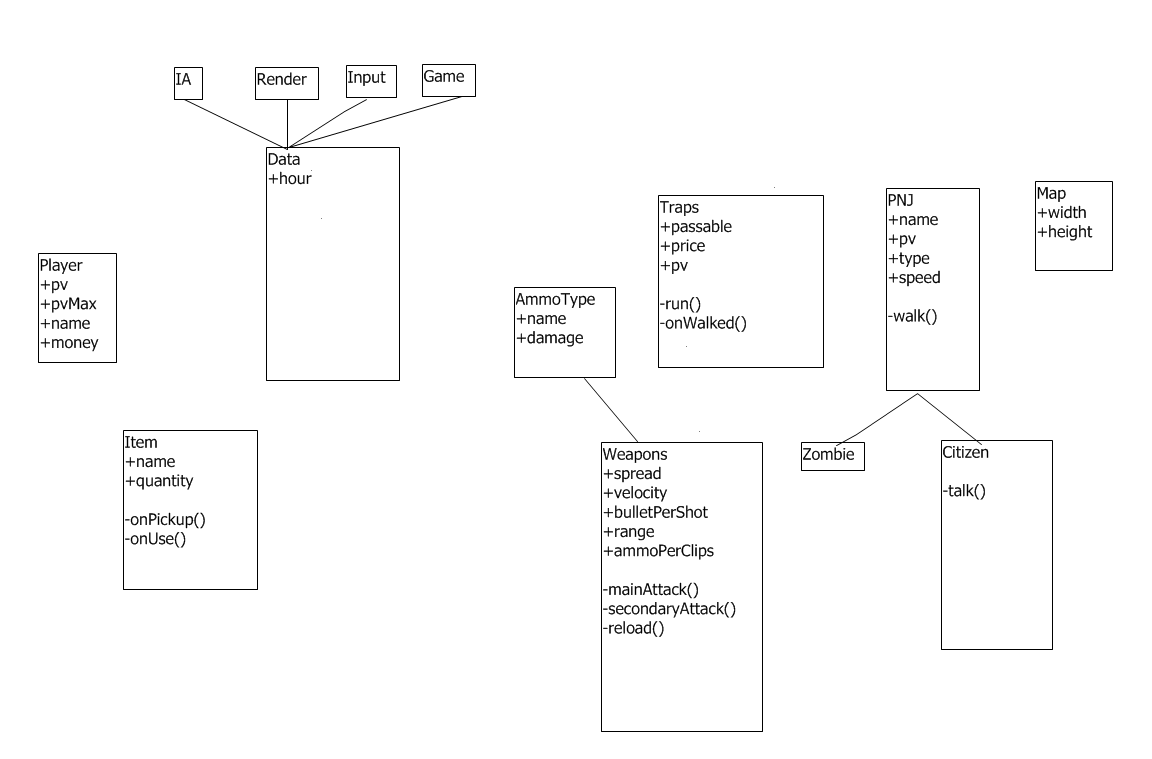 IA
Render
Input
Game
Data
+hour
Player
+pv
+pvMax
+name
+money
Item
+name
+quantity
-onPickup()
-onUse()
AmmoType
+name
+damage
Traps
+passable
+price
+pv
-run()
-onWalked()
Weapons
+spread
+velocity
+bulletPerShot
+range
+ammoPerClips
-mainAttack()
-secondaryAttack()
-reload()
PNJ
+name
+pv
+type
+speed
-walk()
Zombie
Citizen
-talk()
Map
+width
+height